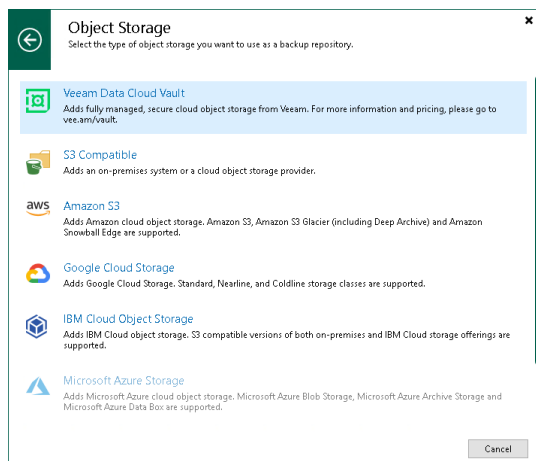 Object Storage
Select the type of object storage you want to use as a backup repository.
Veeam Data Cloud Vault
Adds fully managed, secure cloud object storage from Veeam. For more information and pricing, please go to
vee.am/vault.
S3 Compatible
Adds an on-premises system or a cloud object storage provider.
aws
Amazon S3
Adds Amazon cloud object storage. Amazon S3, Amazon S3 Glacier (including Deep Archive) and Amazon
Snowball Edge are supported.
Google Cloud Storage
Adds Google Cloud Storage. Standard, Nearline, and Coldline storage classes are supported.
IBM Cloud Object Storage
Adds IBM Cloud object storage. S3 compatible versions of both on-premises and IBM Cloud storage offerings are
supported.
Microsoft Azure Storage
Adds Microsoft Azure cloud object storage. Microsoft Azure Blob Storage, Microsoft Azure Archive Storage and
Microsoft Azure Data Box are supported.
Cancel